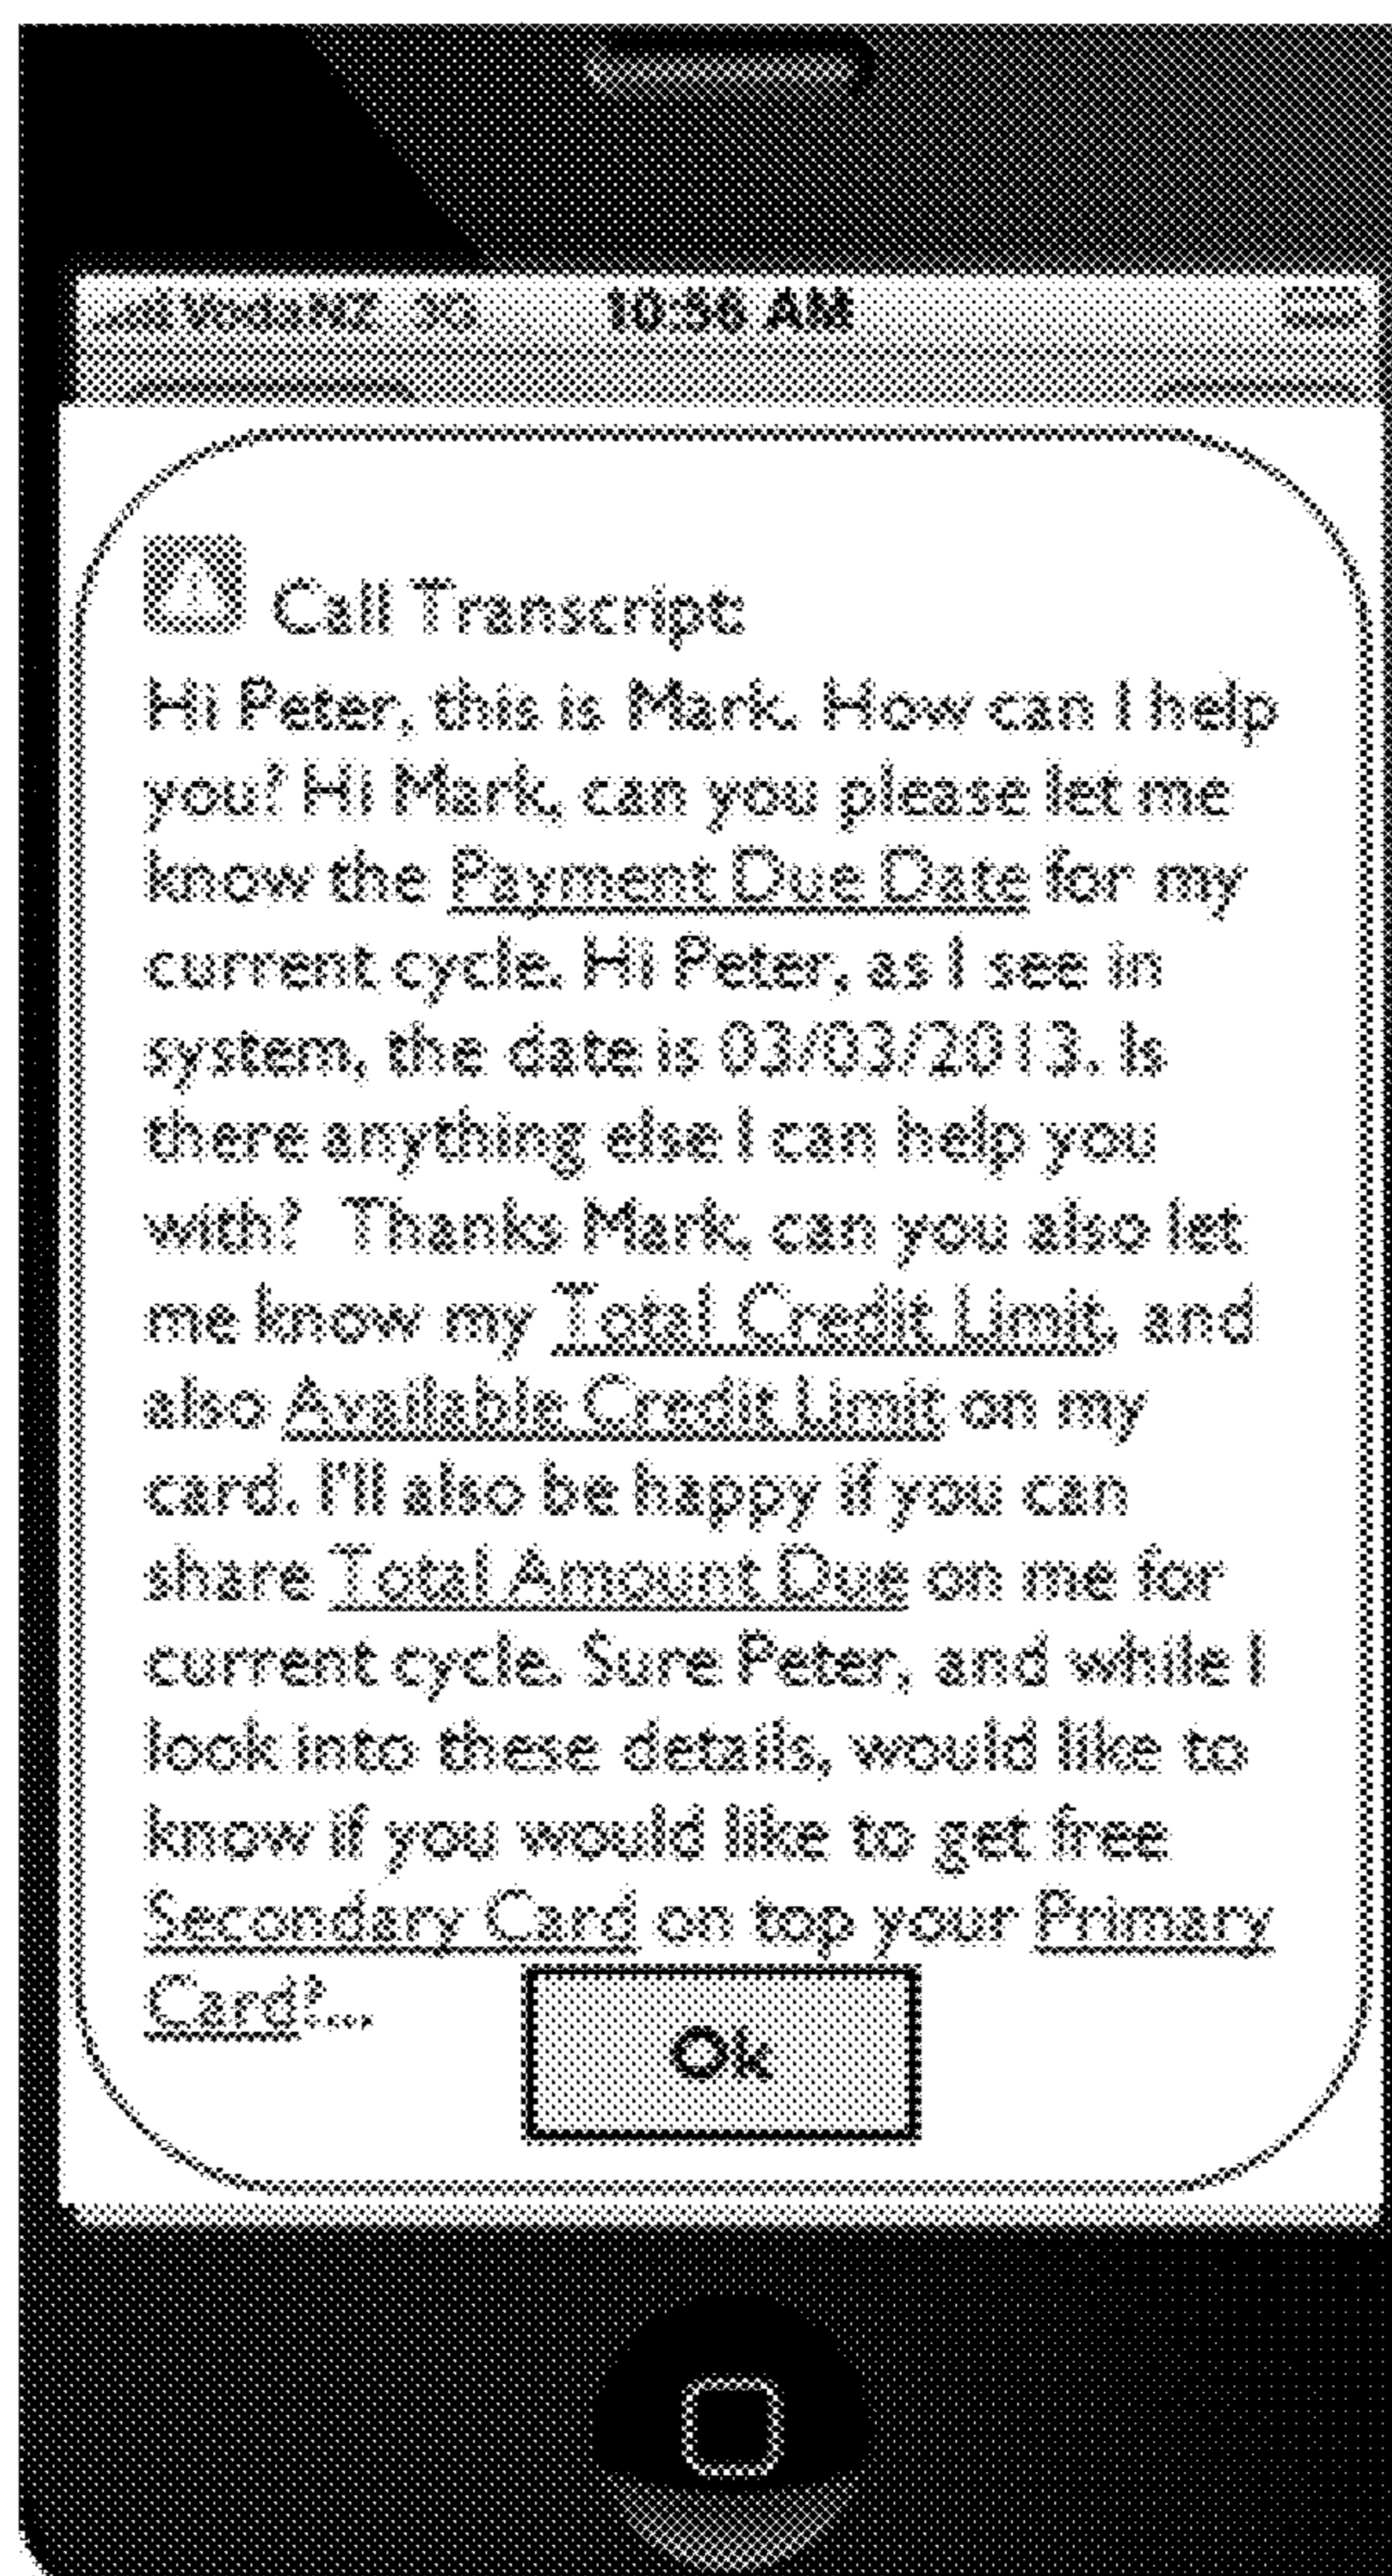 VodaNZ 3G 10:56 AM
Call Transcript:
Hi Peter, this is Mark. How can I help
you? Hi Mark, can you please let me
know the Payment Due Date for my
current cycle. Hi Peter, as I see in
system, the date is 03/03/2013. Is
there anything else I can help you
with?  Thanks Mark, can you also let
me know my Total Credit Limit, and
also Available Credit Limit on my
card. I'll also be happy if you can
share Total Amount Due on me for
current cycle. Sure Peter, and while I
look into these details, would like to
know if you would like to get free
Secondary Card on top your Primary
Card?...
Ok